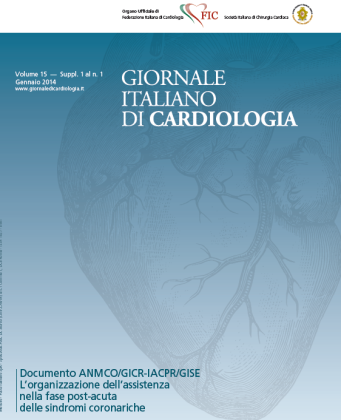 Organo Ufficiale di
Federazione Italiana di Cardiologia
FIC
Società Italiana di Chirurgia Cardiaca
Volume 15 — Suppl. 1 al n. 1
Gennaio 2014
www.giornaledicardiologia.it
GIORNALE
ITALIANO
DI CARDIOLOGIA
Documento ANMCO/GICR-IACPR/GISE
L'organizzazione dell'assistenza
nella fase post-acuta
delle sindromi coronariche